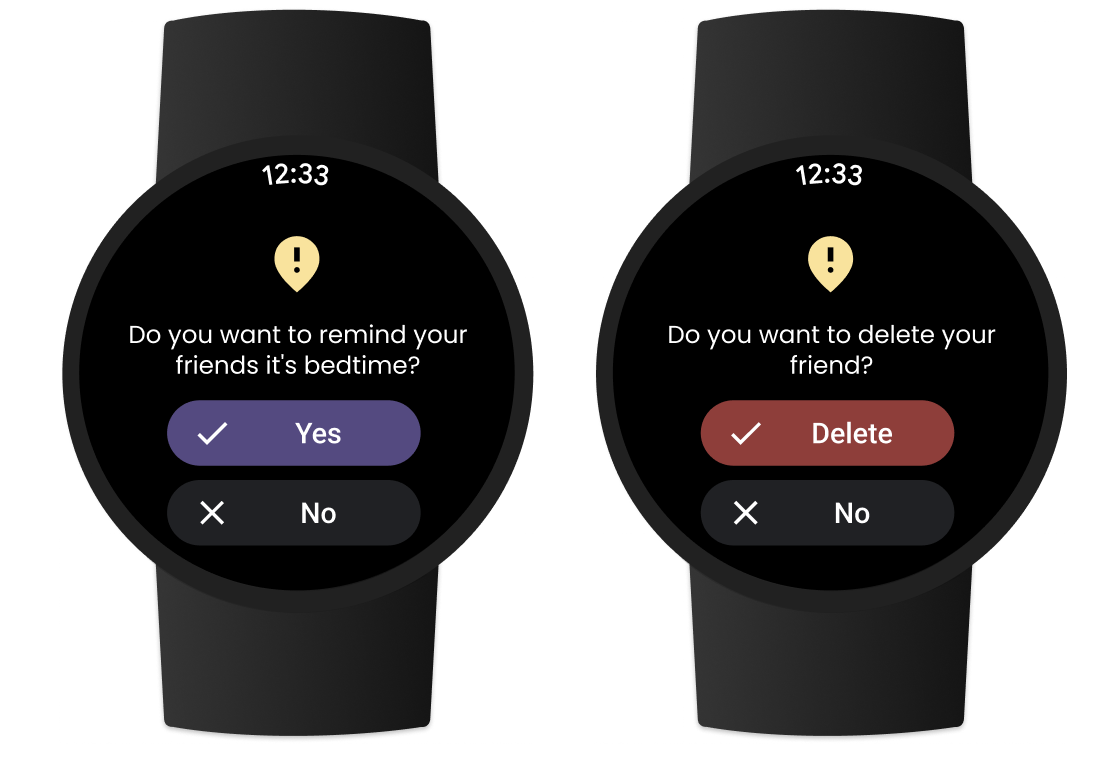 12:33
Do you want to remind your
friends it's bedtime?
Yes
No
12:33
Do you want to delete your
friend?
Delete
No